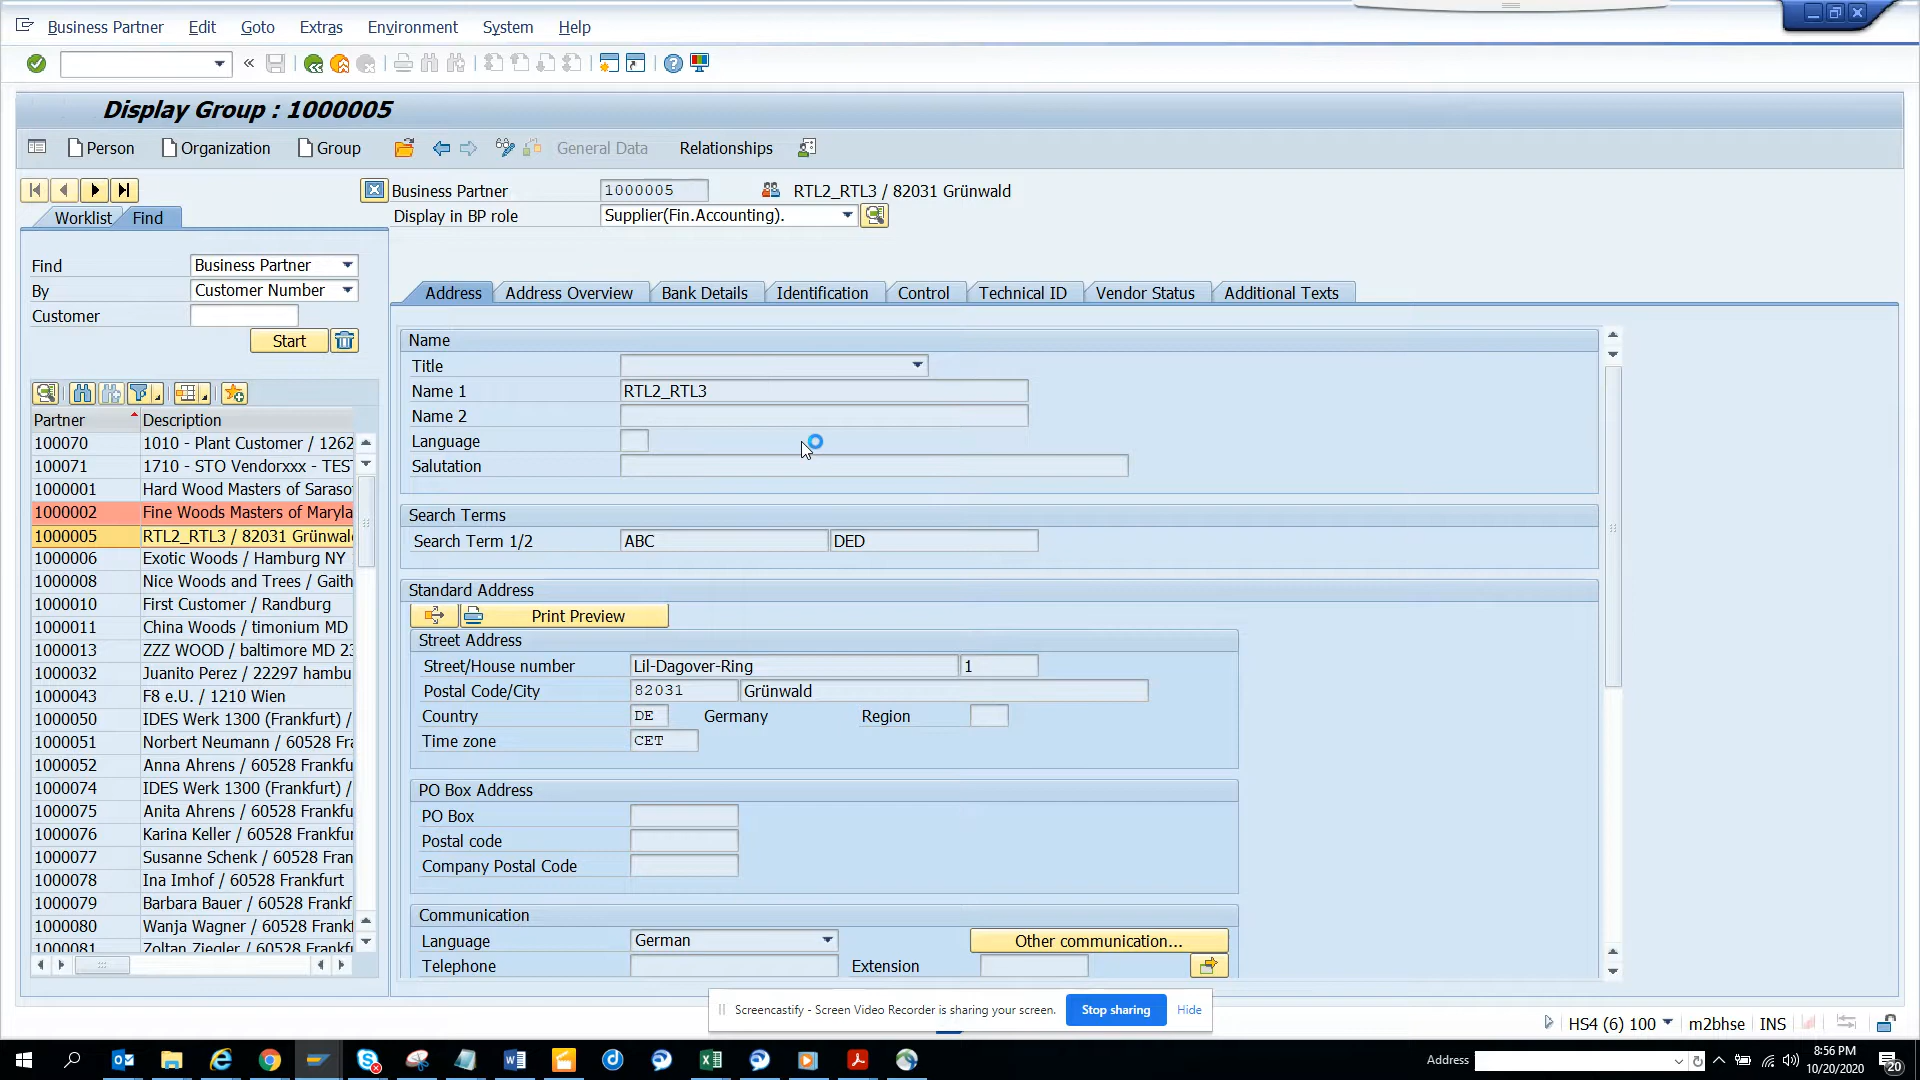 Business Partner Edit Goto Extras Environment System Help
Display Group : 1000005
Person Organization Group General Data Relationships
Business Partner 1000005 RTL2_RTL3 / 82031 Grünwald
Display in BP role Supplier(Fin.Accounting).
Worklist Find
Find Business Partner
By Customer Number
Customer
Start
Partner Description
100070 1010 - Plant Customer / 1262
100071 1710 - STO Vendorxxx - TES
1000001 Hard Wood Masters of Saraso
1000002 Fine Woods Masters of Maryla
1000005 RTL2_RTL3 / 82031 Grünwal
1000006 Exotic Woods / Hamburg NY
1000008 Nice Woods and Trees / Gaith
1000010 First Customer / Randburg
1000011 China Woods / timonium MD
1000013 ZZZ WOOD / baltimore MD 23
1000032 Juanito Perez / 22297 hambu
1000043 F8 e.U. / 1210 Wien
1000050 IDES Werk 1300 (Frankfurt) /
1000051 Norbert Neumann / 60528 Fra
1000052 Anna Ahrens / 60528 Frankfu
1000074 IDES Werk 1300 (Frankfurt) /
1000075 Anita Ahrens / 60528 Frankfu
1000076 Karina Keller / 60528 Frankfur
1000077 Susanne Schenk / 60528 Fran
1000078 Ina Imhof / 60528 Frankfurt
1000079 Barbara Bauer / 60528 Frankf
1000080 Wanja Wagner / 60528 Frankf
1000081 Zoltan Ziegler / 60528 Frankf
Address Address Overview Bank Details Identification Control Technical ID Vendor Status Additional Texts
Name
Title
Name 1 RTL2_RTL3
Name 2
Language
Salutation
Search Terms
Search Term 1/2 ABC DED
Standard Address
Print Preview
Street Address
Street/House number Lil-Dagover-Ring 1
Postal Code/City 82031 Grünwald
Country DE Germany Region
Time zone CET
PO Box Address
PO Box
Postal code
Company Postal Code
Communication
Language German Other communication...
Telephone Extension
Screencastify - Screen Video Recorder is sharing your screen. Stop sharing Hide
HS4 (6) 100 m2bhse INS
Address
8:56 PM
10/20/2020
20